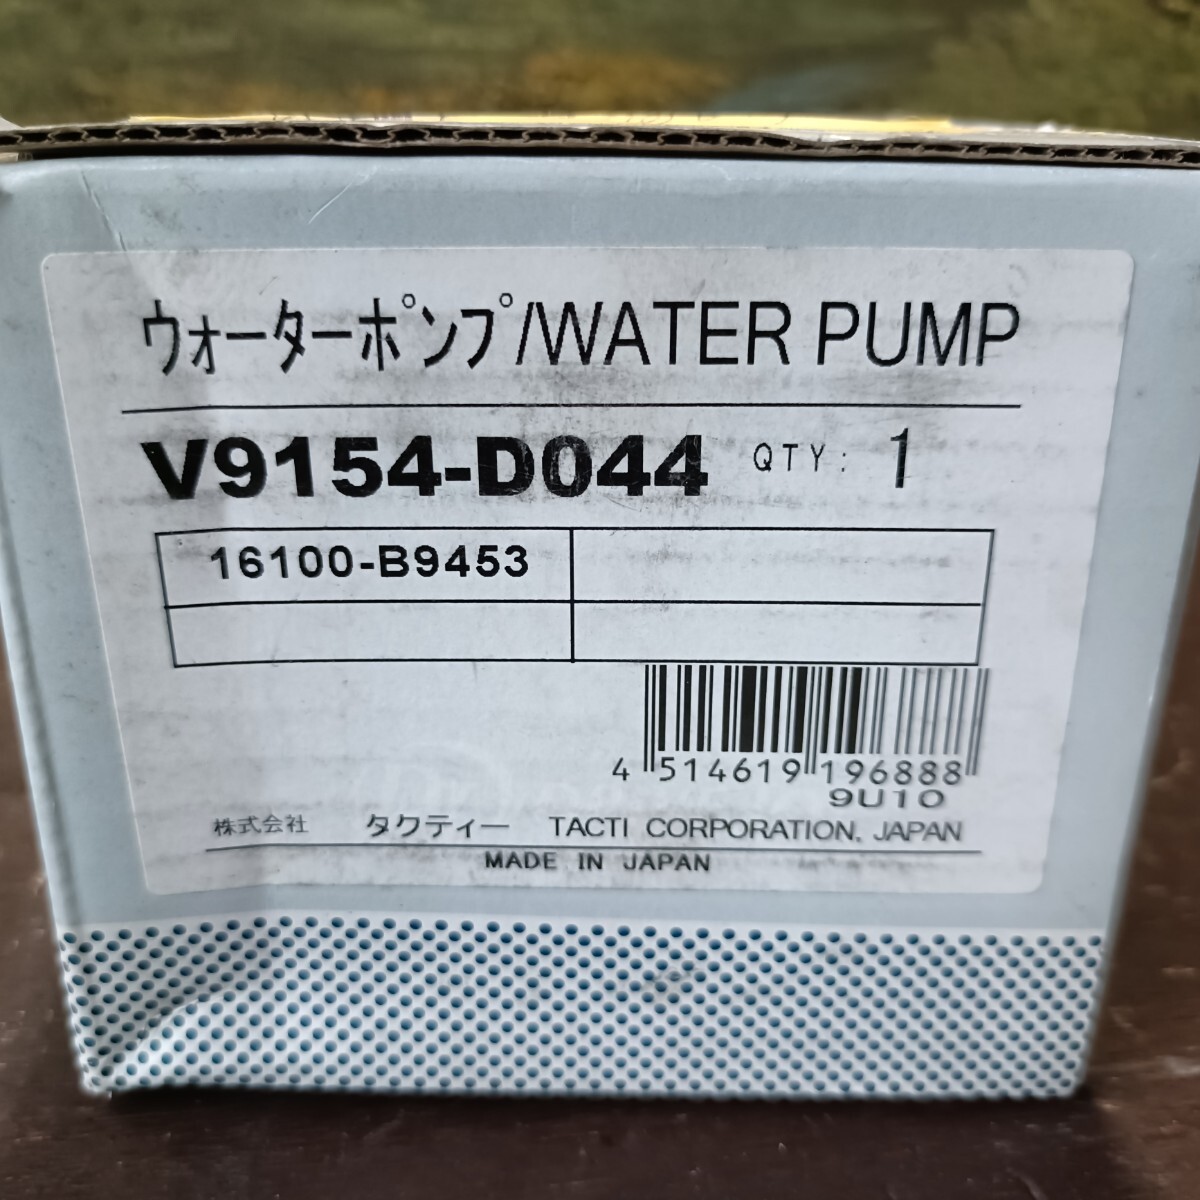 ウォーターポンプ/WATER PUMP
V9154-D044 QTY: 1
16100-B9453
4 514619 196888
9U10
株式会社 タクティー TACTI CORPORATION, JAPAN
MADE IN JAPAN